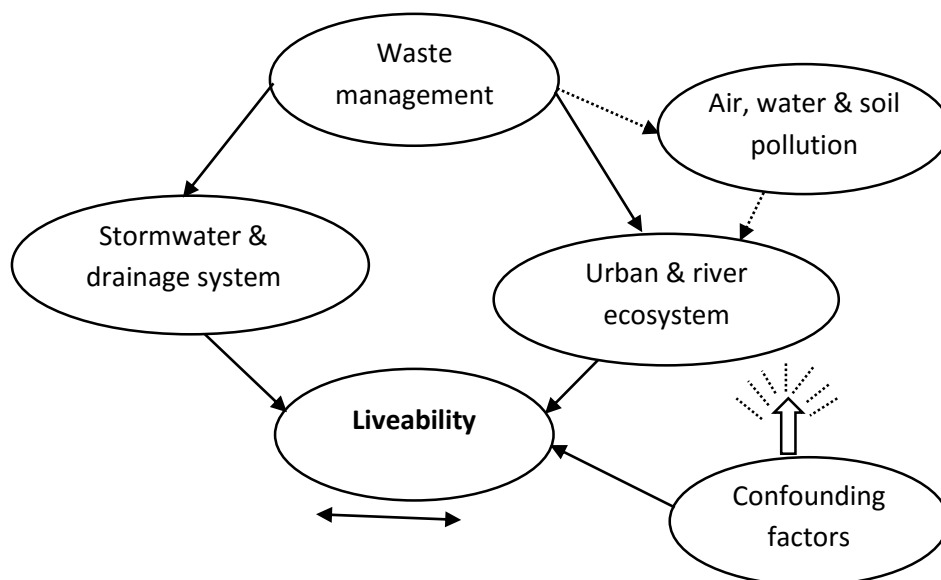 Waste
management
Air, water & soil
pollution
Stormwater &
drainage system
Urban & river
ecosystem
Liveability
Confounding
factors